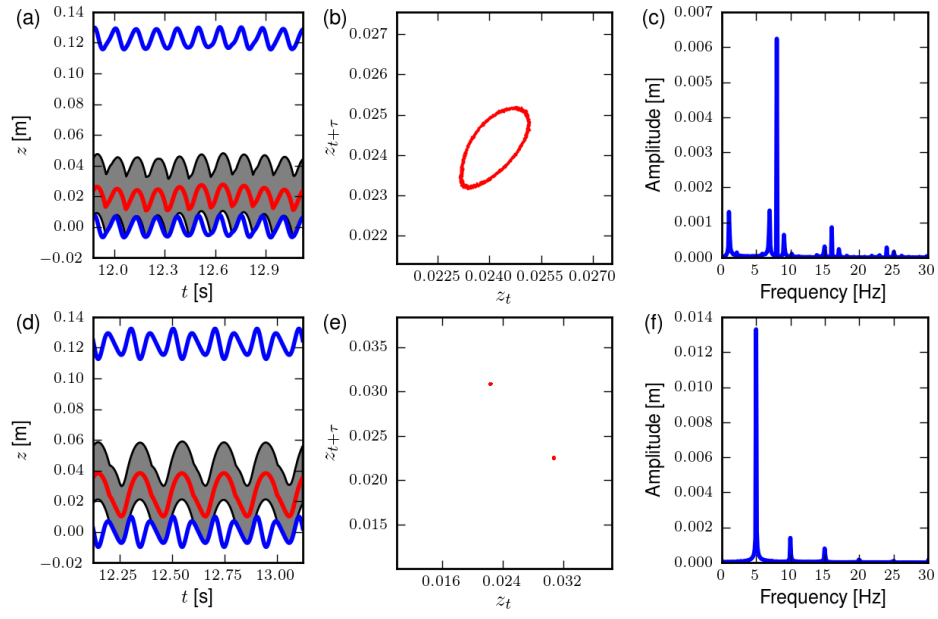 (a)
0.14
0.12
0.10
0.08
0.06
0.04
0.02
0.00
−0.02
z [m]
12.0 12.3 12.6 12.9
t [s]
(b)
0.027
0.026
0.025
0.024
0.023
0.022
z_{t+τ}
0.0225 0.0240 0.0255 0.0270
z_t
(c)
0.007
0.006
0.005
0.004
0.003
0.002
0.001
0.000
Amplitude [m]
0 5 10 15 20 25 30
Frequency [Hz]
(d)
0.14
0.12
0.10
0.08
0.06
0.04
0.02
0.00
−0.02
z [m]
12.25 12.50 12.75 13.00
t [s]
(e)
0.035
0.030
0.025
0.020
0.015
z_{t+τ}
0.016 0.024 0.032
z_t
(f)
0.014
0.012
0.010
0.008
0.006
0.004
0.002
0.000
Amplitude [m]
0 5 10 15 20 25 30
Frequency [Hz]